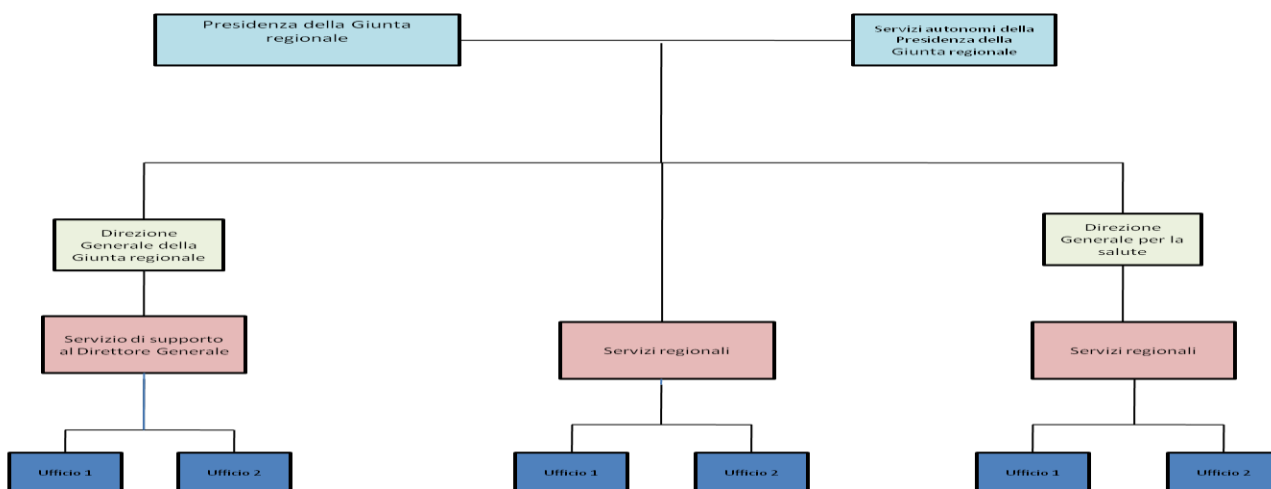 Presidenza della Giunta
regionale
Servizi autonomi della
Presidenza della
Giunta regionale
Direzione
Generale della
Giunta regionale
Direzione
Generale per la
salute
Servizio di supporto
al Direttore Generale
Servizi regionali
Servizi regionali
Ufficio 1
Ufficio 2
Ufficio 1
Ufficio 2
Ufficio 1
Ufficio 2